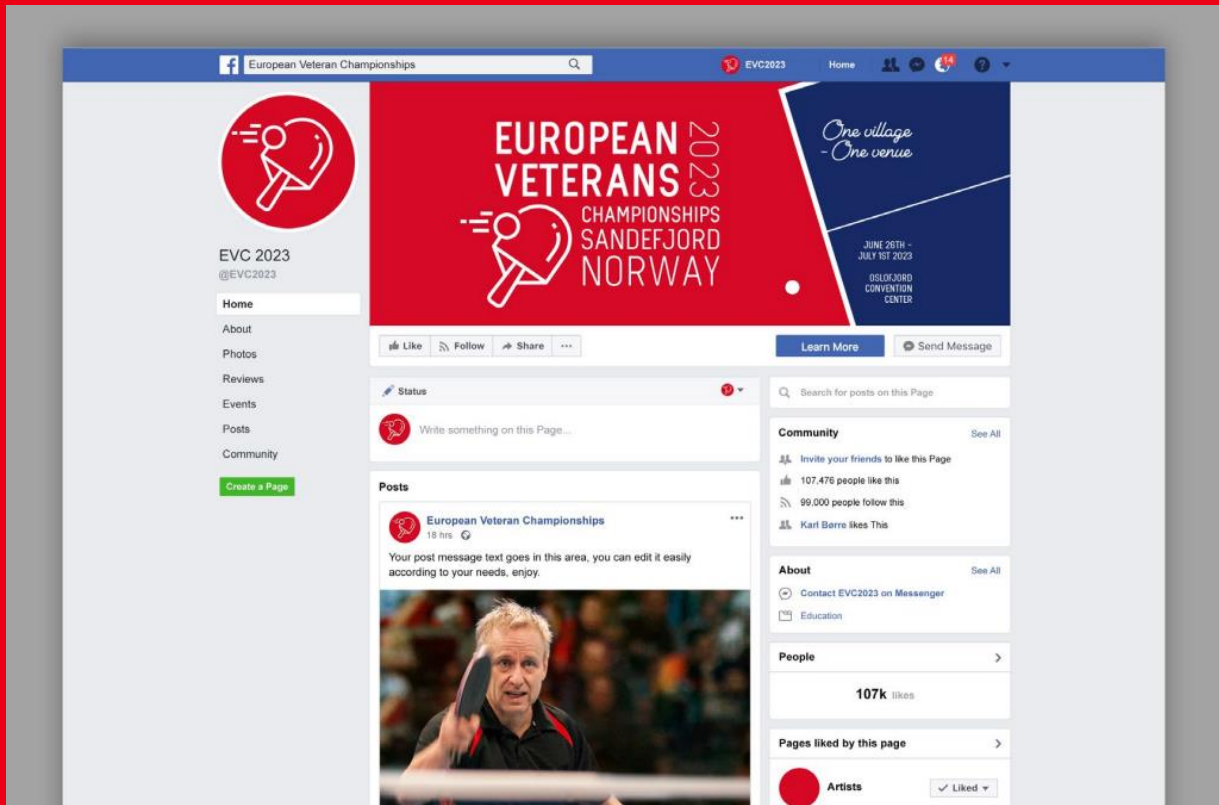 European Veteran Championships
EVC2023
Home
14
?
EUROPEAN
VETERANS
2023
CHAMPIONSHIPS
SANDEFJORD
NORWAY
One village
- One venue
JUNE 26TH -
JULY 1ST 2023
OSLOFJORD
CONVENTION
CENTER
EVC 2023
@EVC2023
Home
About
Photos
Reviews
Events
Posts
Community
Create a Page
Like
Follow
Share
...
Learn More
Send Message
Status
Write something on this Page...
Posts
European Veteran Championships
...
18 hrs
Your post message text goes in this area, you can edit it easily
according to your needs, enjoy.
Search for posts on this Page
Community
See All
Invite your friends to like this Page
107,476 people like this
99,000 people follow this
Karl Børre likes This
About
See All
Contact EVC2023 on Messenger
Education
People
107k likes
Pages liked by this page
Artists
Liked